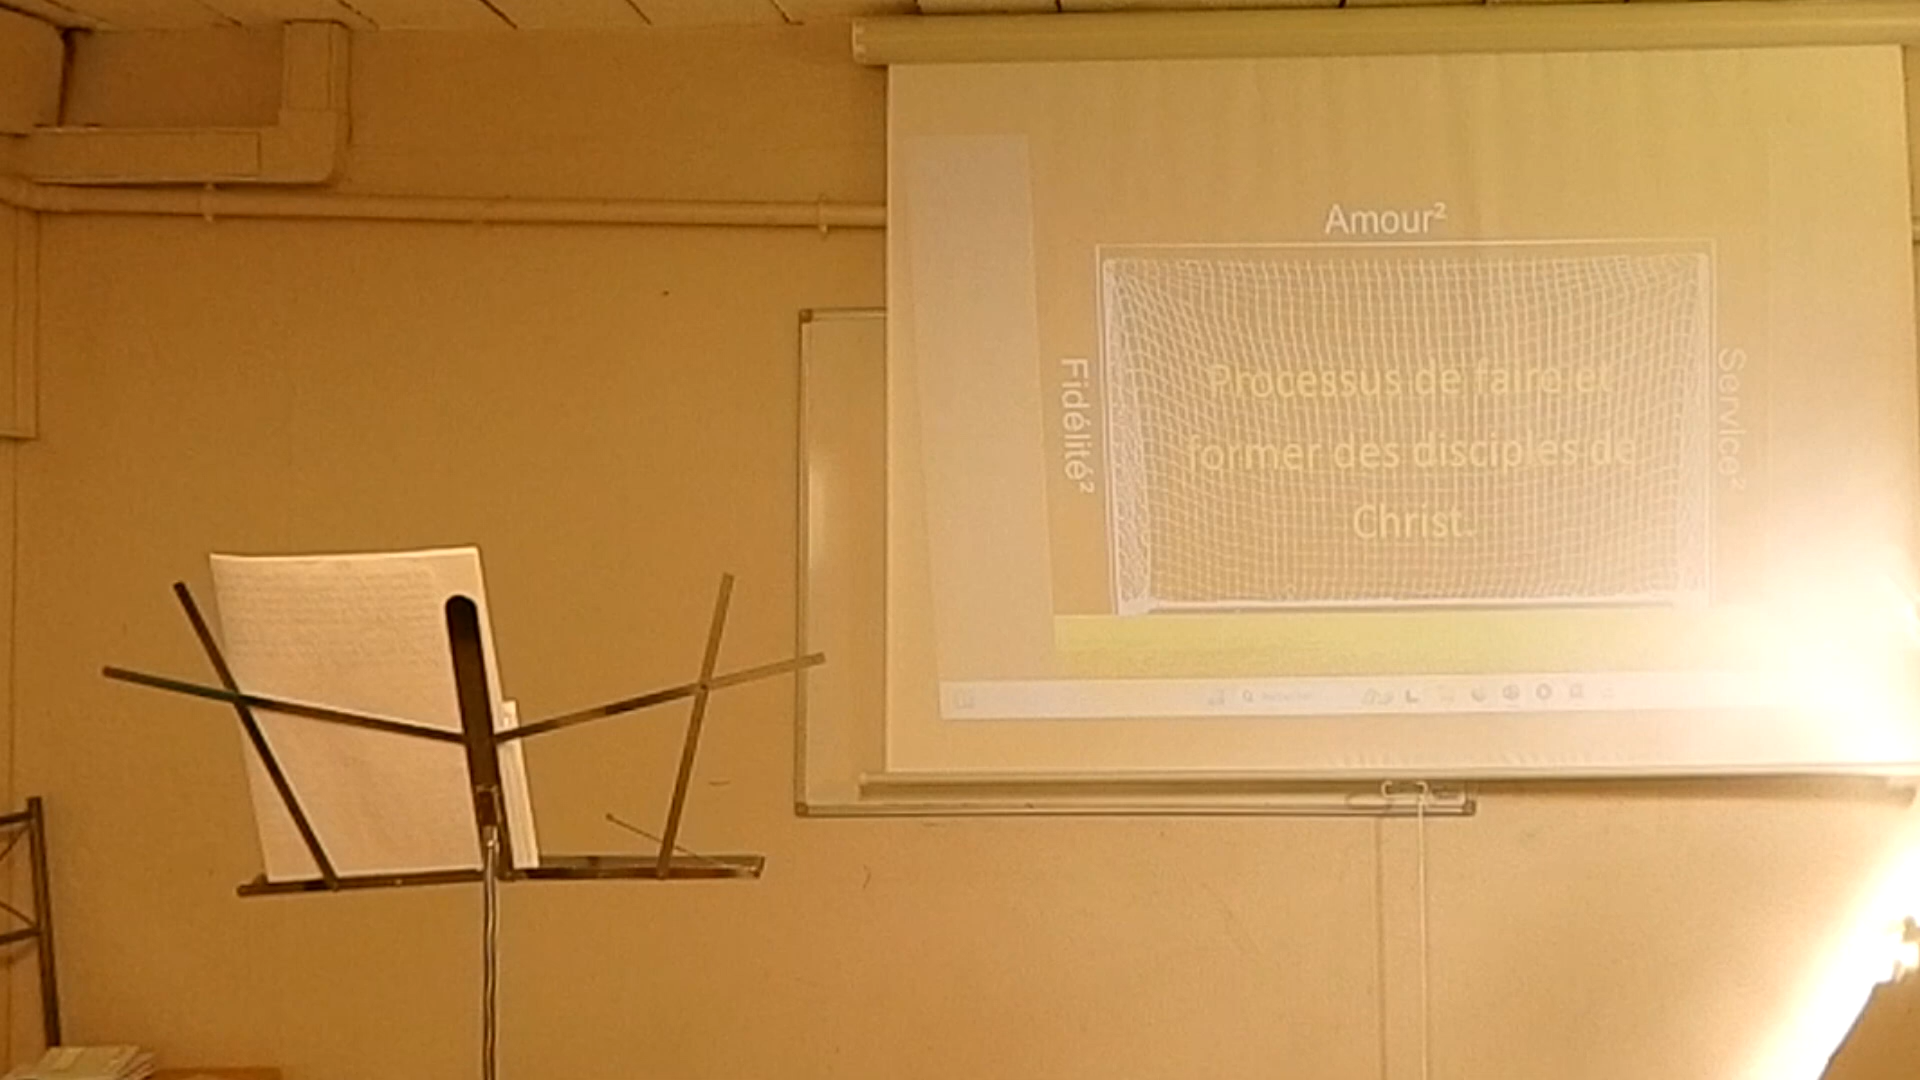 Amour²
Fidélité²
Processus de faire et
former des disciples de
Christ.
Service²